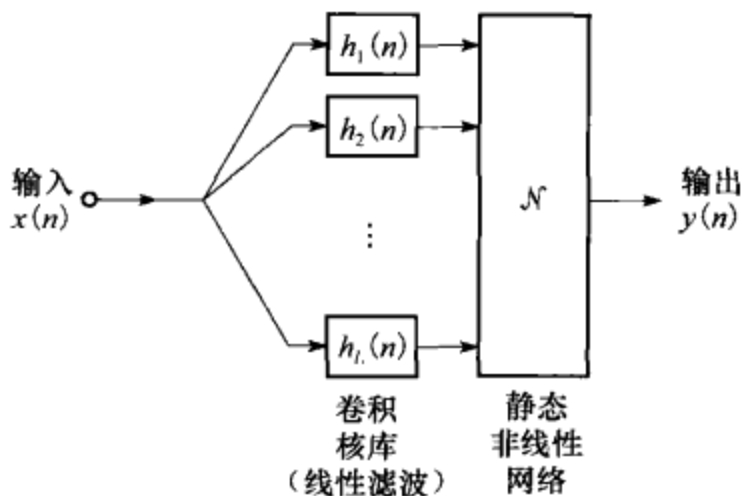 h₁(n)
h₂(n)
输入
x(n)
𝒩
输出
y(n)
⋮
h_L(n)
卷积
核库
(线性滤波)
静态
非线性
网络